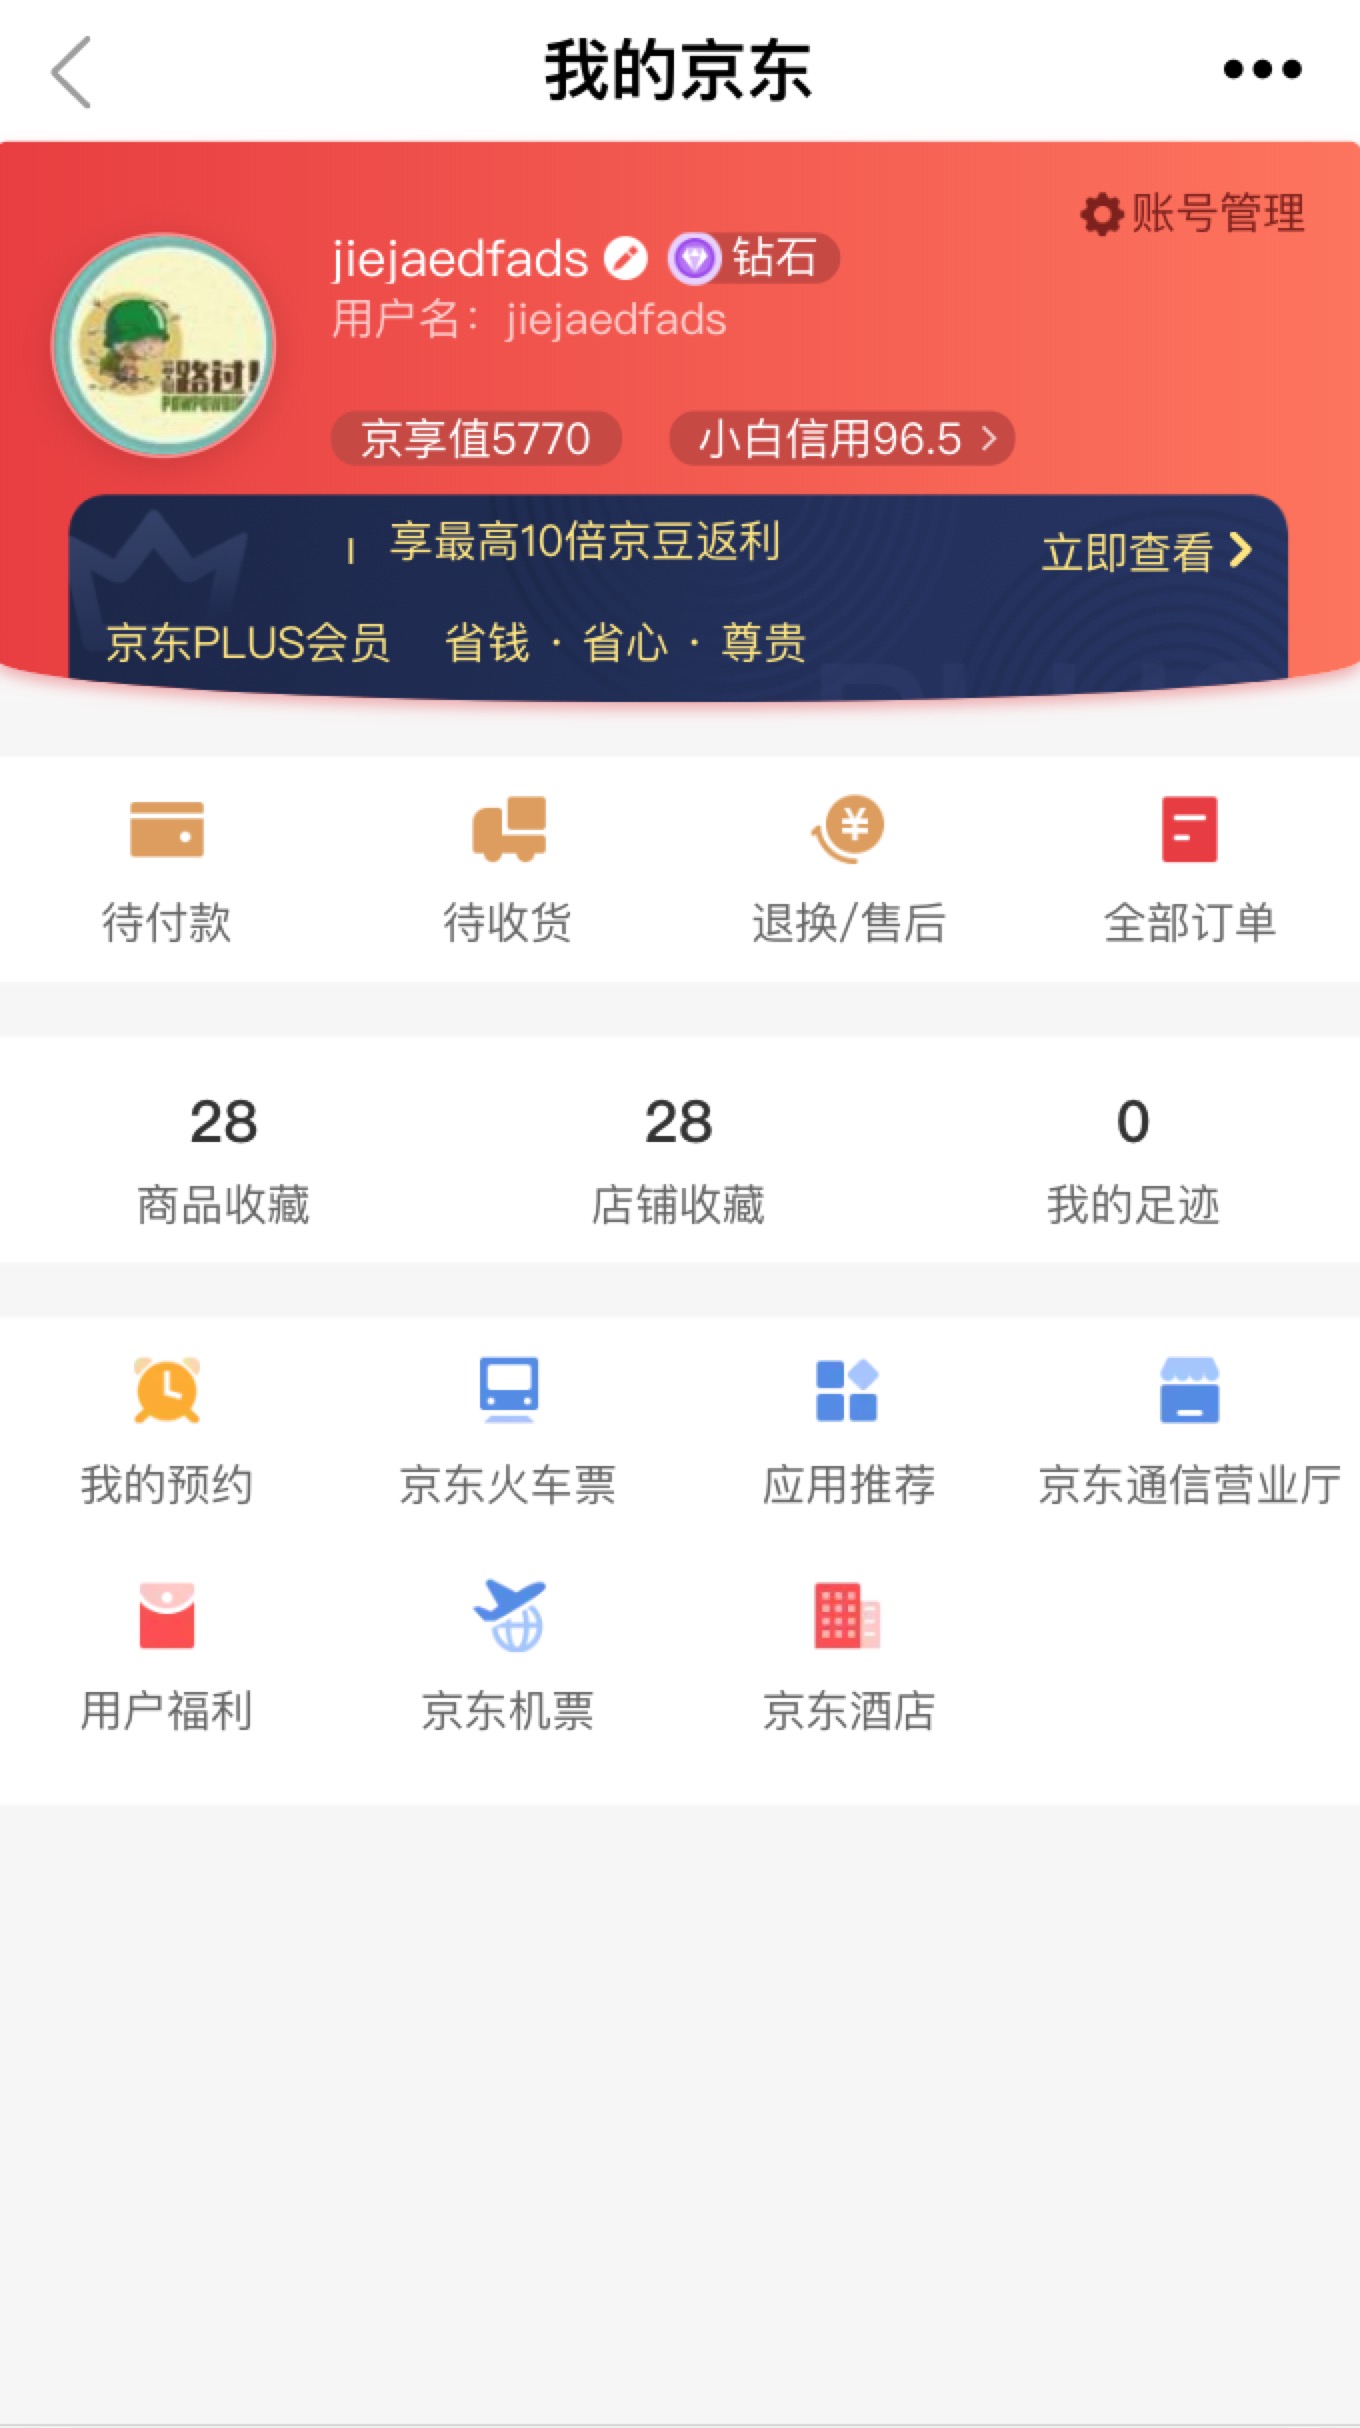 我的京东
账号管理
jiejaedfads 钻石
用户名：jiejaedfads
路过!
京享值5770 小白信用96.5
享最高10倍京豆返利
立即查看
京东PLUS会员 省钱 · 省心 · 尊贵
待付款 待收货 退换/售后 全部订单
28 28 0
商品收藏 店铺收藏 我的足迹
我的预约 京东火车票 应用推荐 京东通信营业厅
用户福利 京东机票 京东酒店